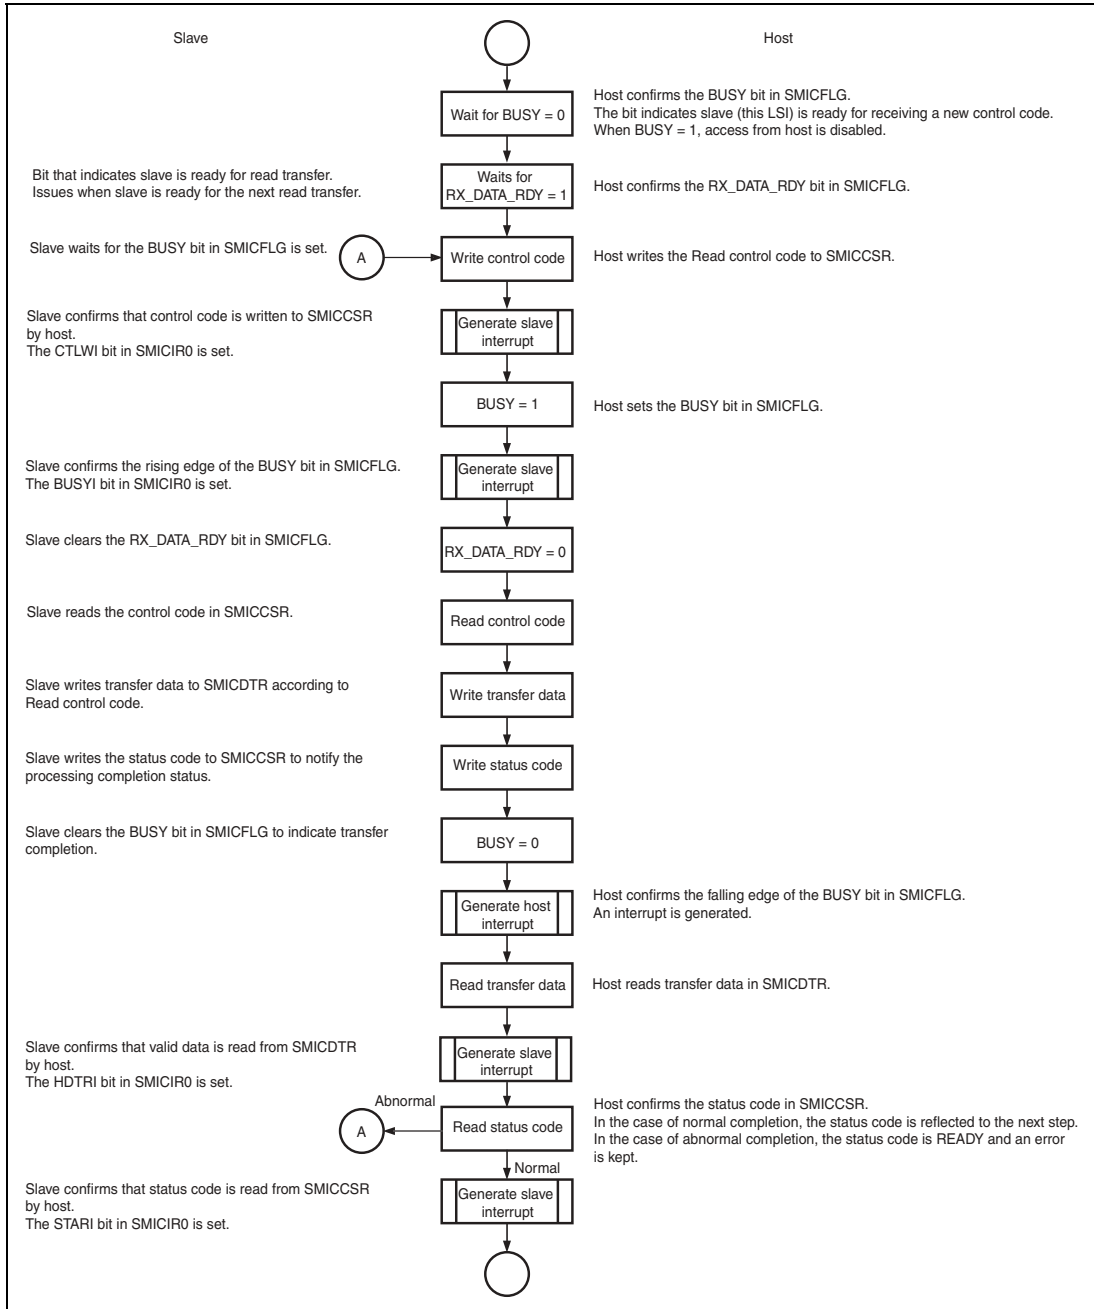 Slave
Host
Wait for BUSY = 0
Host confirms the BUSY bit in SMICFLG.
The bit indicates slave (this LSI) is ready for receiving a new control code.
When BUSY = 1, access from host is disabled.
Bit that indicates slave is ready for read transfer.
Issues when slave is ready for the next read transfer.
Waits for
RX_DATA_RDY = 1
Host confirms the RX_DATA_RDY bit in SMICFLG.
Slave waits for the BUSY bit in SMICFLG is set.
A
Write control code
Host writes the Read control code to SMICCSR.
Slave confirms that control code is written to SMICCSR
by host.
The CTLWI bit in SMICIR0 is set.
Generate slave
interrupt
BUSY = 1
Host sets the BUSY bit in SMICFLG.
Slave confirms the rising edge of the BUSY bit in SMICFLG.
The BUSYI bit in SMICIR0 is set.
Generate slave
interrupt
Slave clears the RX_DATA_RDY bit in SMICFLG.
RX_DATA_RDY = 0
Slave reads the control code in SMICCSR.
Read control code
Slave writes transfer data to SMICDTR according to
Read control code.
Write transfer data
Slave writes the status code to SMICCSR to notify the
processing completion status.
Write status code
Slave clears the BUSY bit in SMICFLG to indicate transfer
completion.
BUSY = 0
Generate host
interrupt
Host confirms the falling edge of the BUSY bit in SMICFLG.
An interrupt is generated.
Read transfer data
Host reads transfer data in SMICDTR.
Slave confirms that valid data is read from SMICDTR
by host.
The HDTRI bit in SMICIR0 is set.
Generate slave
interrupt
Abnormal
A
Read status code
Host confirms the status code in SMICCSR.
In the case of normal completion, the status code is reflected to the next step.
In the case of abnormal completion, the status code is READY and an error
is kept.
Normal
Slave confirms that status code is read from SMICCSR
by host.
The STARI bit in SMICIR0 is set.
Generate slave
interrupt